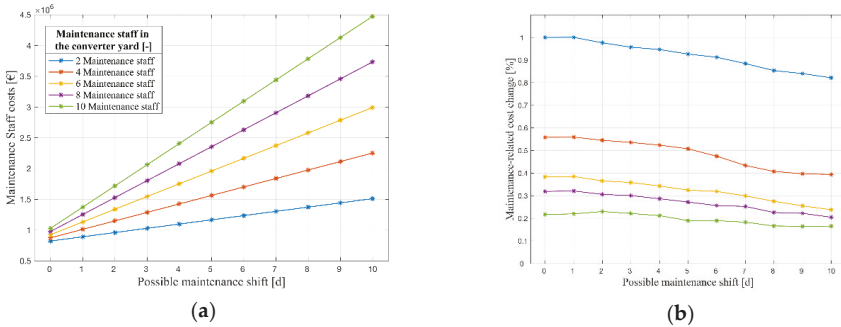 4.5 ×10⁶
4
3.5
3
2.5
2
1.5
1
0.5
Maintenance Staff costs [€]
Maintenance staff in
the converter yard [-]
2 Maintenance staff
4 Maintenance staff
6 Maintenance staff
8 Maintenance staff
10 Maintenance staff
0 1 2 3 4 5 6 7 8 9 10
Possible maintenance shift [d]
(a)
1
0.9
0.8
0.7
0.6
0.5
0.4
0.3
0.2
0.1
0
Maintenance-related cost change [%]
0 1 2 3 4 5 6 7 8 9 10
Possible maintenance shift [d]
(b)